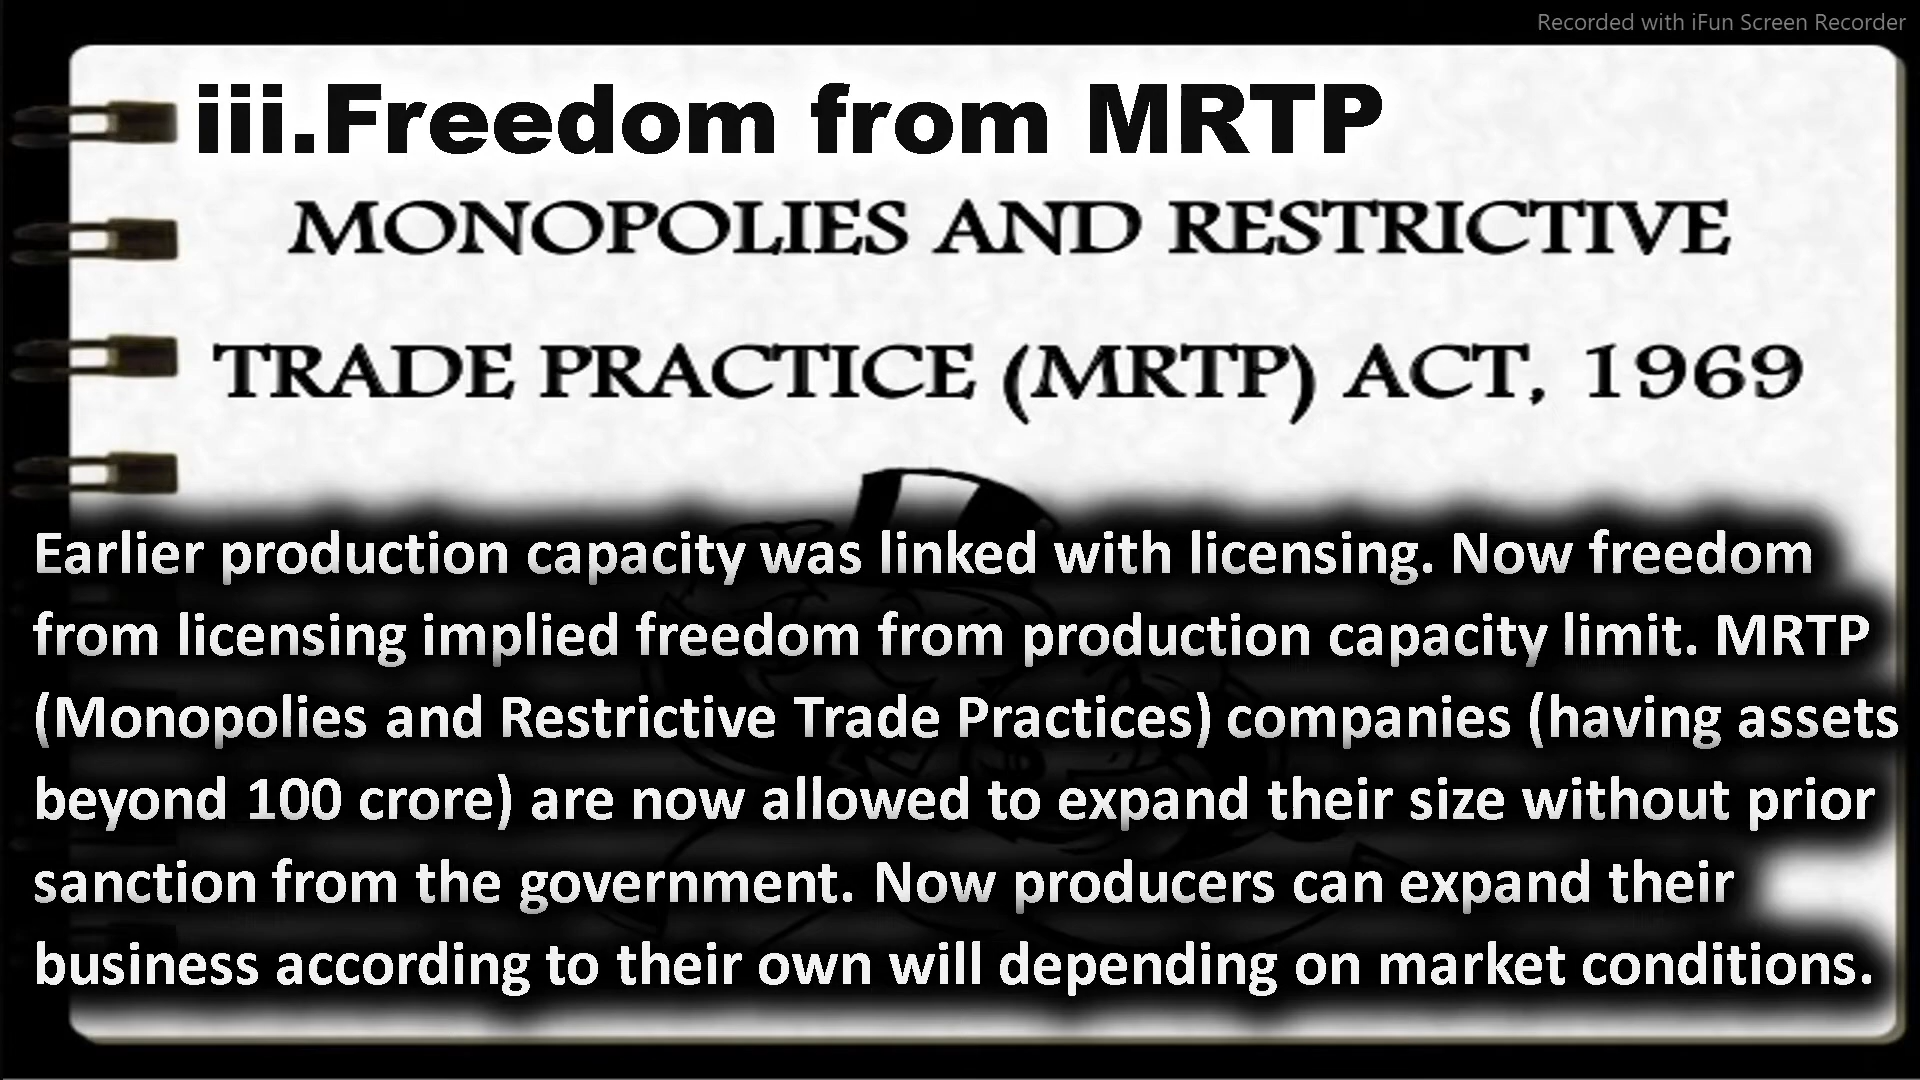 Recorded with iFun Screen Recorder
iii.Freedom from MRTP
MONOPOLIES AND RESTRICTIVE
TRADE PRACTICE (MRTP) ACT, 1969
Earlier production capacity was linked with licensing. Now freedom
from licensing implied freedom from production capacity limit. MRTP
(Monopolies and Restrictive Trade Practices) companies (having assets
beyond 100 crore) are now allowed to expand their size without prior
sanction from the government. Now producers can expand their
business according to their own will depending on market conditions.